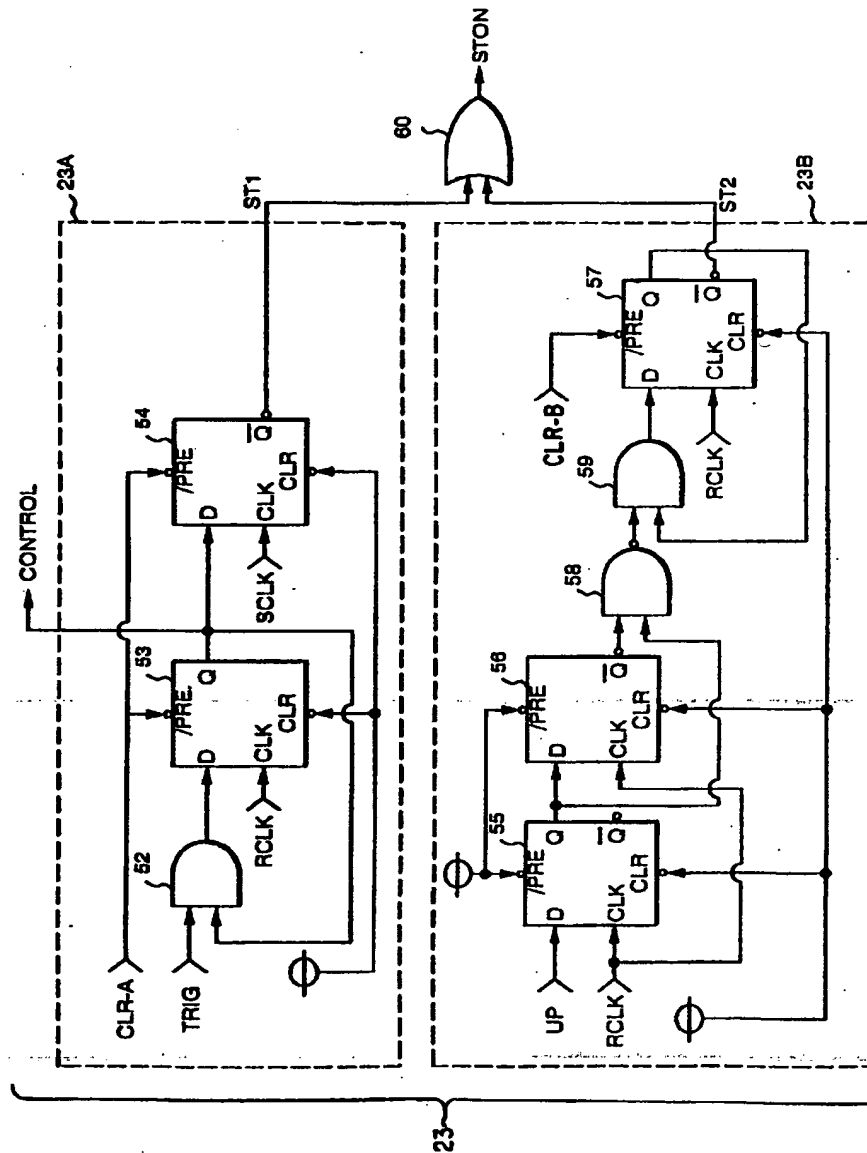 23
23A
CONTROL
CLR-A
TRIG
52
53
/PRE.
D
Q
RCLK
CLK
CLR
54
/PRE
D
Q
SCLK
CLK
CLR
ST1
60
STON
23B
UP
RCLK
55
/PRE
D
Q
Q
CLK
CLR
56
/PRE
D
Q
CLK
CLR
58
59
CLR-B
57
/PRE
D
Q
Q
RCLK
CLK
CLR
ST2